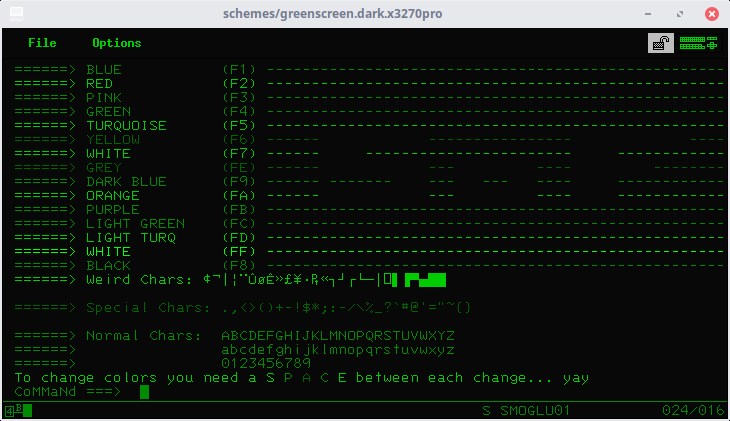 schemes/greenscreen.dark.x3270pro
File Options
======> BLUE (F1) ----------------------------------------
======> RED (F2) ----------------------------------------
======> PINK (F3) ----------------------------------------
======> GREEN (F4) ----------------------------------------
======> TURQUOISE (F5) ----------------------------------------
======> YELLOW (F6) ------ --- --- ------------
======> WHITE (F7) ------ --- --- ------------
======> GREY (FE) ------ --- --- ------------
======> DARK BLUE (F9) ------ --- --- ------------
======> ORANGE (FA) ------ --- --- ------------
======> PURPLE (FB) ----------------------------------------
======> LIGHT GREEN (FC) ----------------------------------------
======> LIGHT TURQ (FD) ----------------------------------------
======> WHITE (FF) ----------------------------------------
======> BLACK (F8) ----------------------------------------
======> Weird Chars: ¢¬|¦¨ÛøÊ»£¥·
======> Special Chars: .,<>()+-!$*;:-/\%_?`#@'="~{}
======> Normal Chars: ABCDEFGHIJKLMNOPQRSTUVWXYZ
======> abcdefghijklmnopqrstuvwxyz
======> 0123456789
To change colors you need a S P A C E between each change... yay
CoMMaNd ===>
4 B S SMOGLU01 024/016